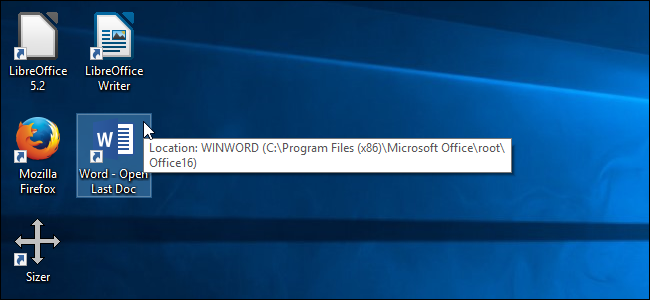 LibreOffice
5.2
LibreOffice
Writer
Mozilla
Firefox
W
Word - Open
Last Doc
Location: WINWORD (C:\Program Files (x86)\Microsoft Office\root\
Office16)
Sizer